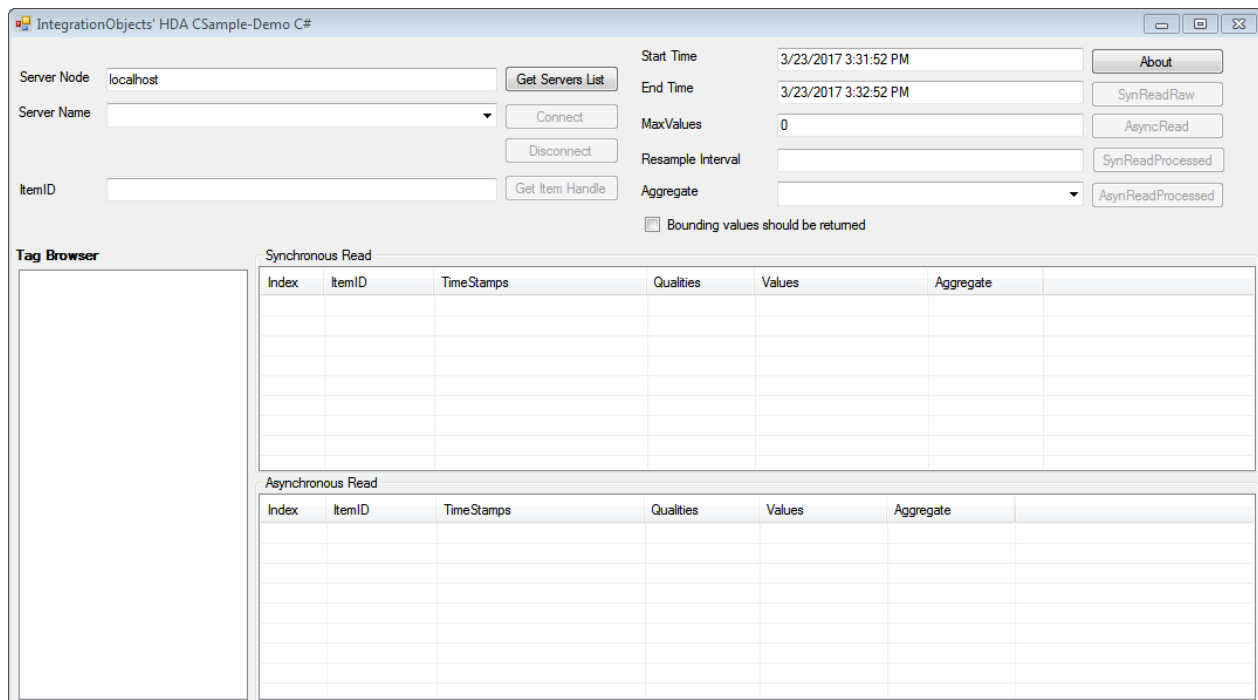 IntegrationObjects' HDA CSample-Demo C#
Server Node localhost Get Servers List
Server Name Connect
Disconnect
ItemID Get Item Handle
Start Time 3/23/2017 3:31:52 PM About
End Time 3/23/2017 3:32:52 PM SynReadRaw
MaxValues 0 AsyncRead
Resample Interval SynReadProcessed
Aggregate AsynReadProcessed
Bounding values should be returned
Tag Browser
Synchronous Read
Index ItemID TimeStamps Qualities Values Aggregate
Asynchronous Read
Index ItemID TimeStamps Qualities Values Aggregate